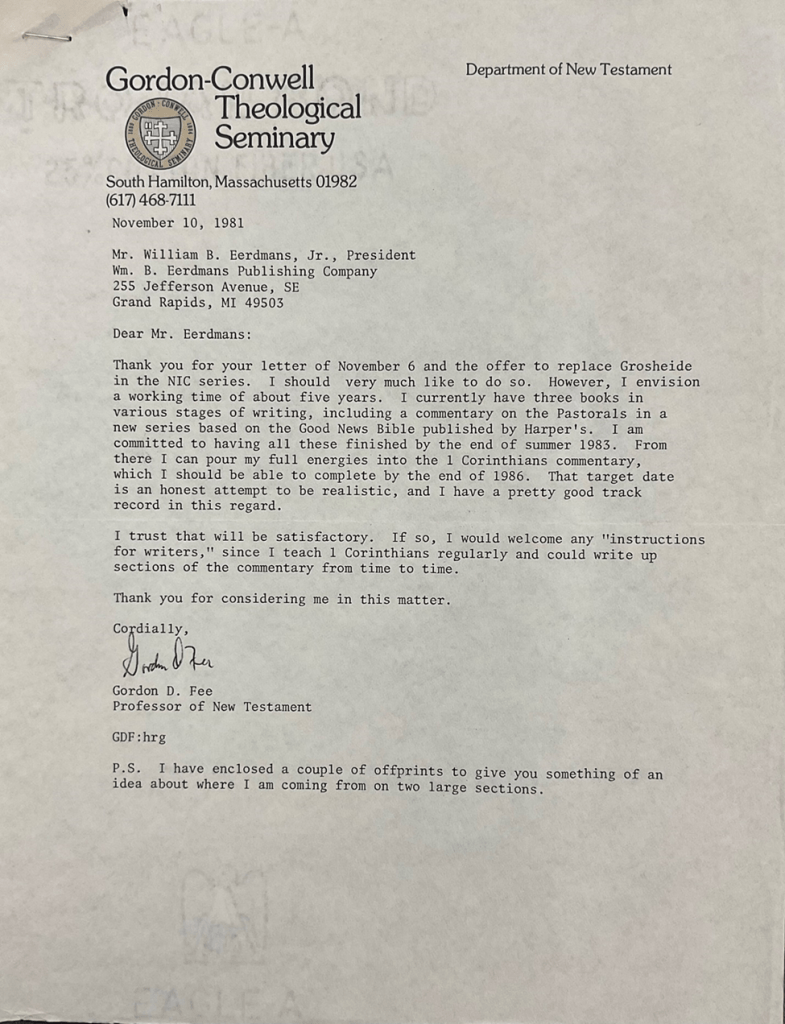 EAGLE-A
Gordon-Conwell
Theological
Seminary
GORDON-CONWELL
THEOLOGICAL SEMINARY
Department of New Testament
South Hamilton, Massachusetts 01982
(617) 468-7111
November 10, 1981
Mr. William B. Eerdmans, Jr., President
Wm. B. Eerdmans Publishing Company
255 Jefferson Avenue, SE
Grand Rapids, MI 49503
Dear Mr. Eerdmans:
Thank you for your letter of November 6 and the offer to replace Grosheide
in the NIC series. I should very much like to do so. However, I envision
a working time of about five years. I currently have three books in
various stages of writing, including a commentary on the Pastorals in a
new series based on the Good News Bible published by Harper's. I am
committed to having all these finished by the end of summer 1983. From
there I can pour my full energies into the 1 Corinthians commentary,
which I should be able to complete by the end of 1986. That target date
is an honest attempt to be realistic, and I have a pretty good track
record in this regard.
I trust that will be satisfactory. If so, I would welcome any "instructions
for writers," since I teach 1 Corinthians regularly and could write up
sections of the commentary from time to time.
Thank you for considering me in this matter.
Cordially,
Gordon D Fee
Gordon D. Fee
Professor of New Testament
GDF:hrg
P.S. I have enclosed a couple of offprints to give you something of an
idea about where I am coming from on two large sections.
EAGLE-A